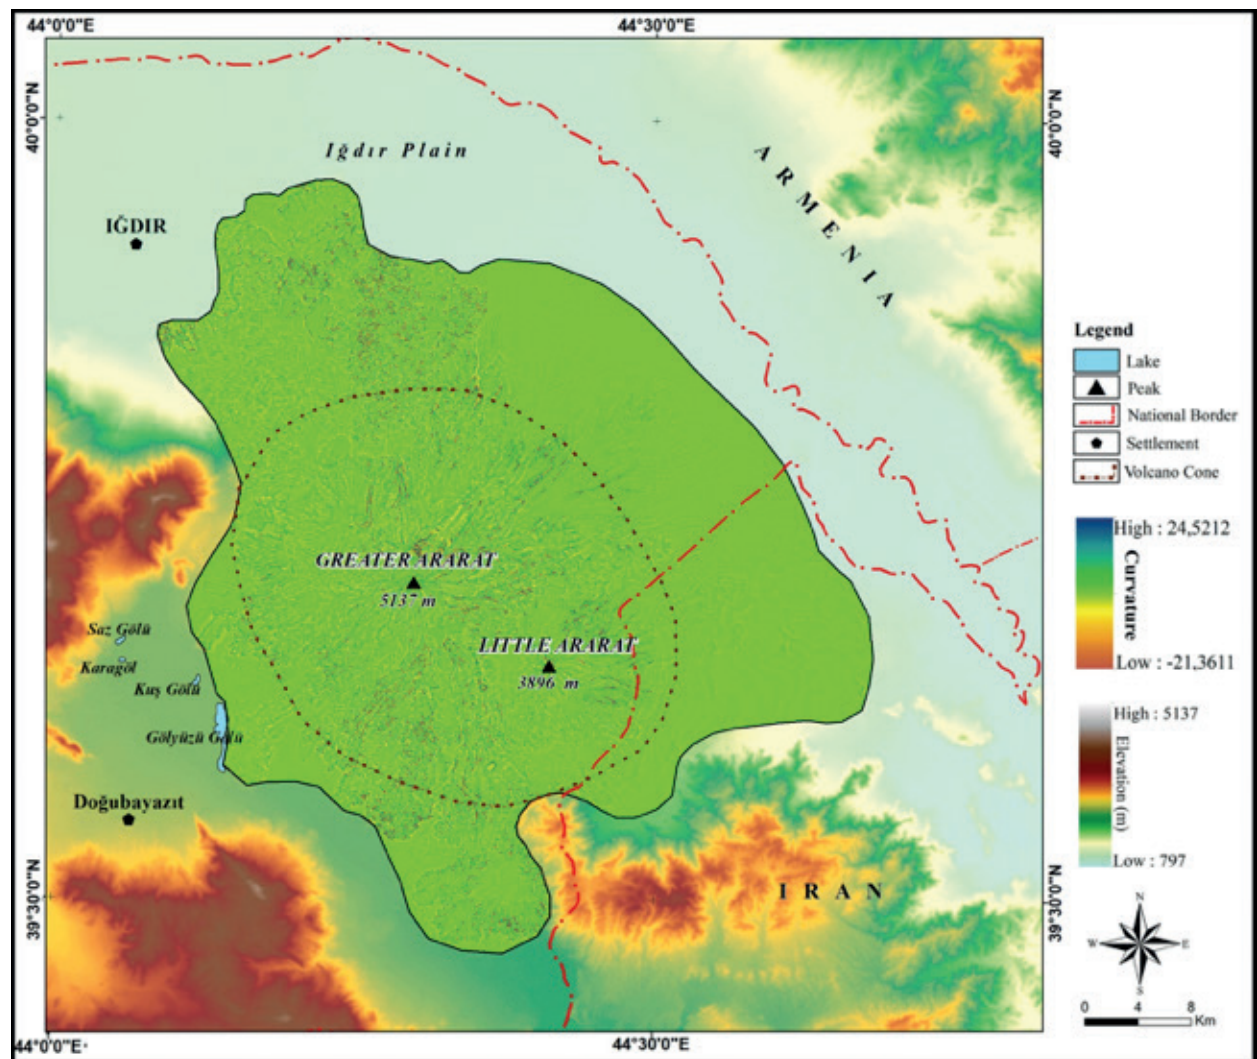 44°0'0"E
44°30'0"E
40°0'0"N
40°0'0"N
Iğdır Plain
ARMENIA
IĞDIR
GREATER ARARAT
5137 m
LITTLE ARARAT
3896 m
Saz Gölü
Karagöl
Kuş Gölü
Gölyüzü Gölü
Doğubayazıt
IRAN
39°30'0"N
39°30'0"N
44°0'0"E
44°30'0"E
Legend
Lake
Peak
National Border
Settlement
Volcano Cone
High : 24,5212
Curvature
Low : -21,3611
High : 5137
Elevation (m)
Low : 797
N
W
E
S
0 4 8
Km